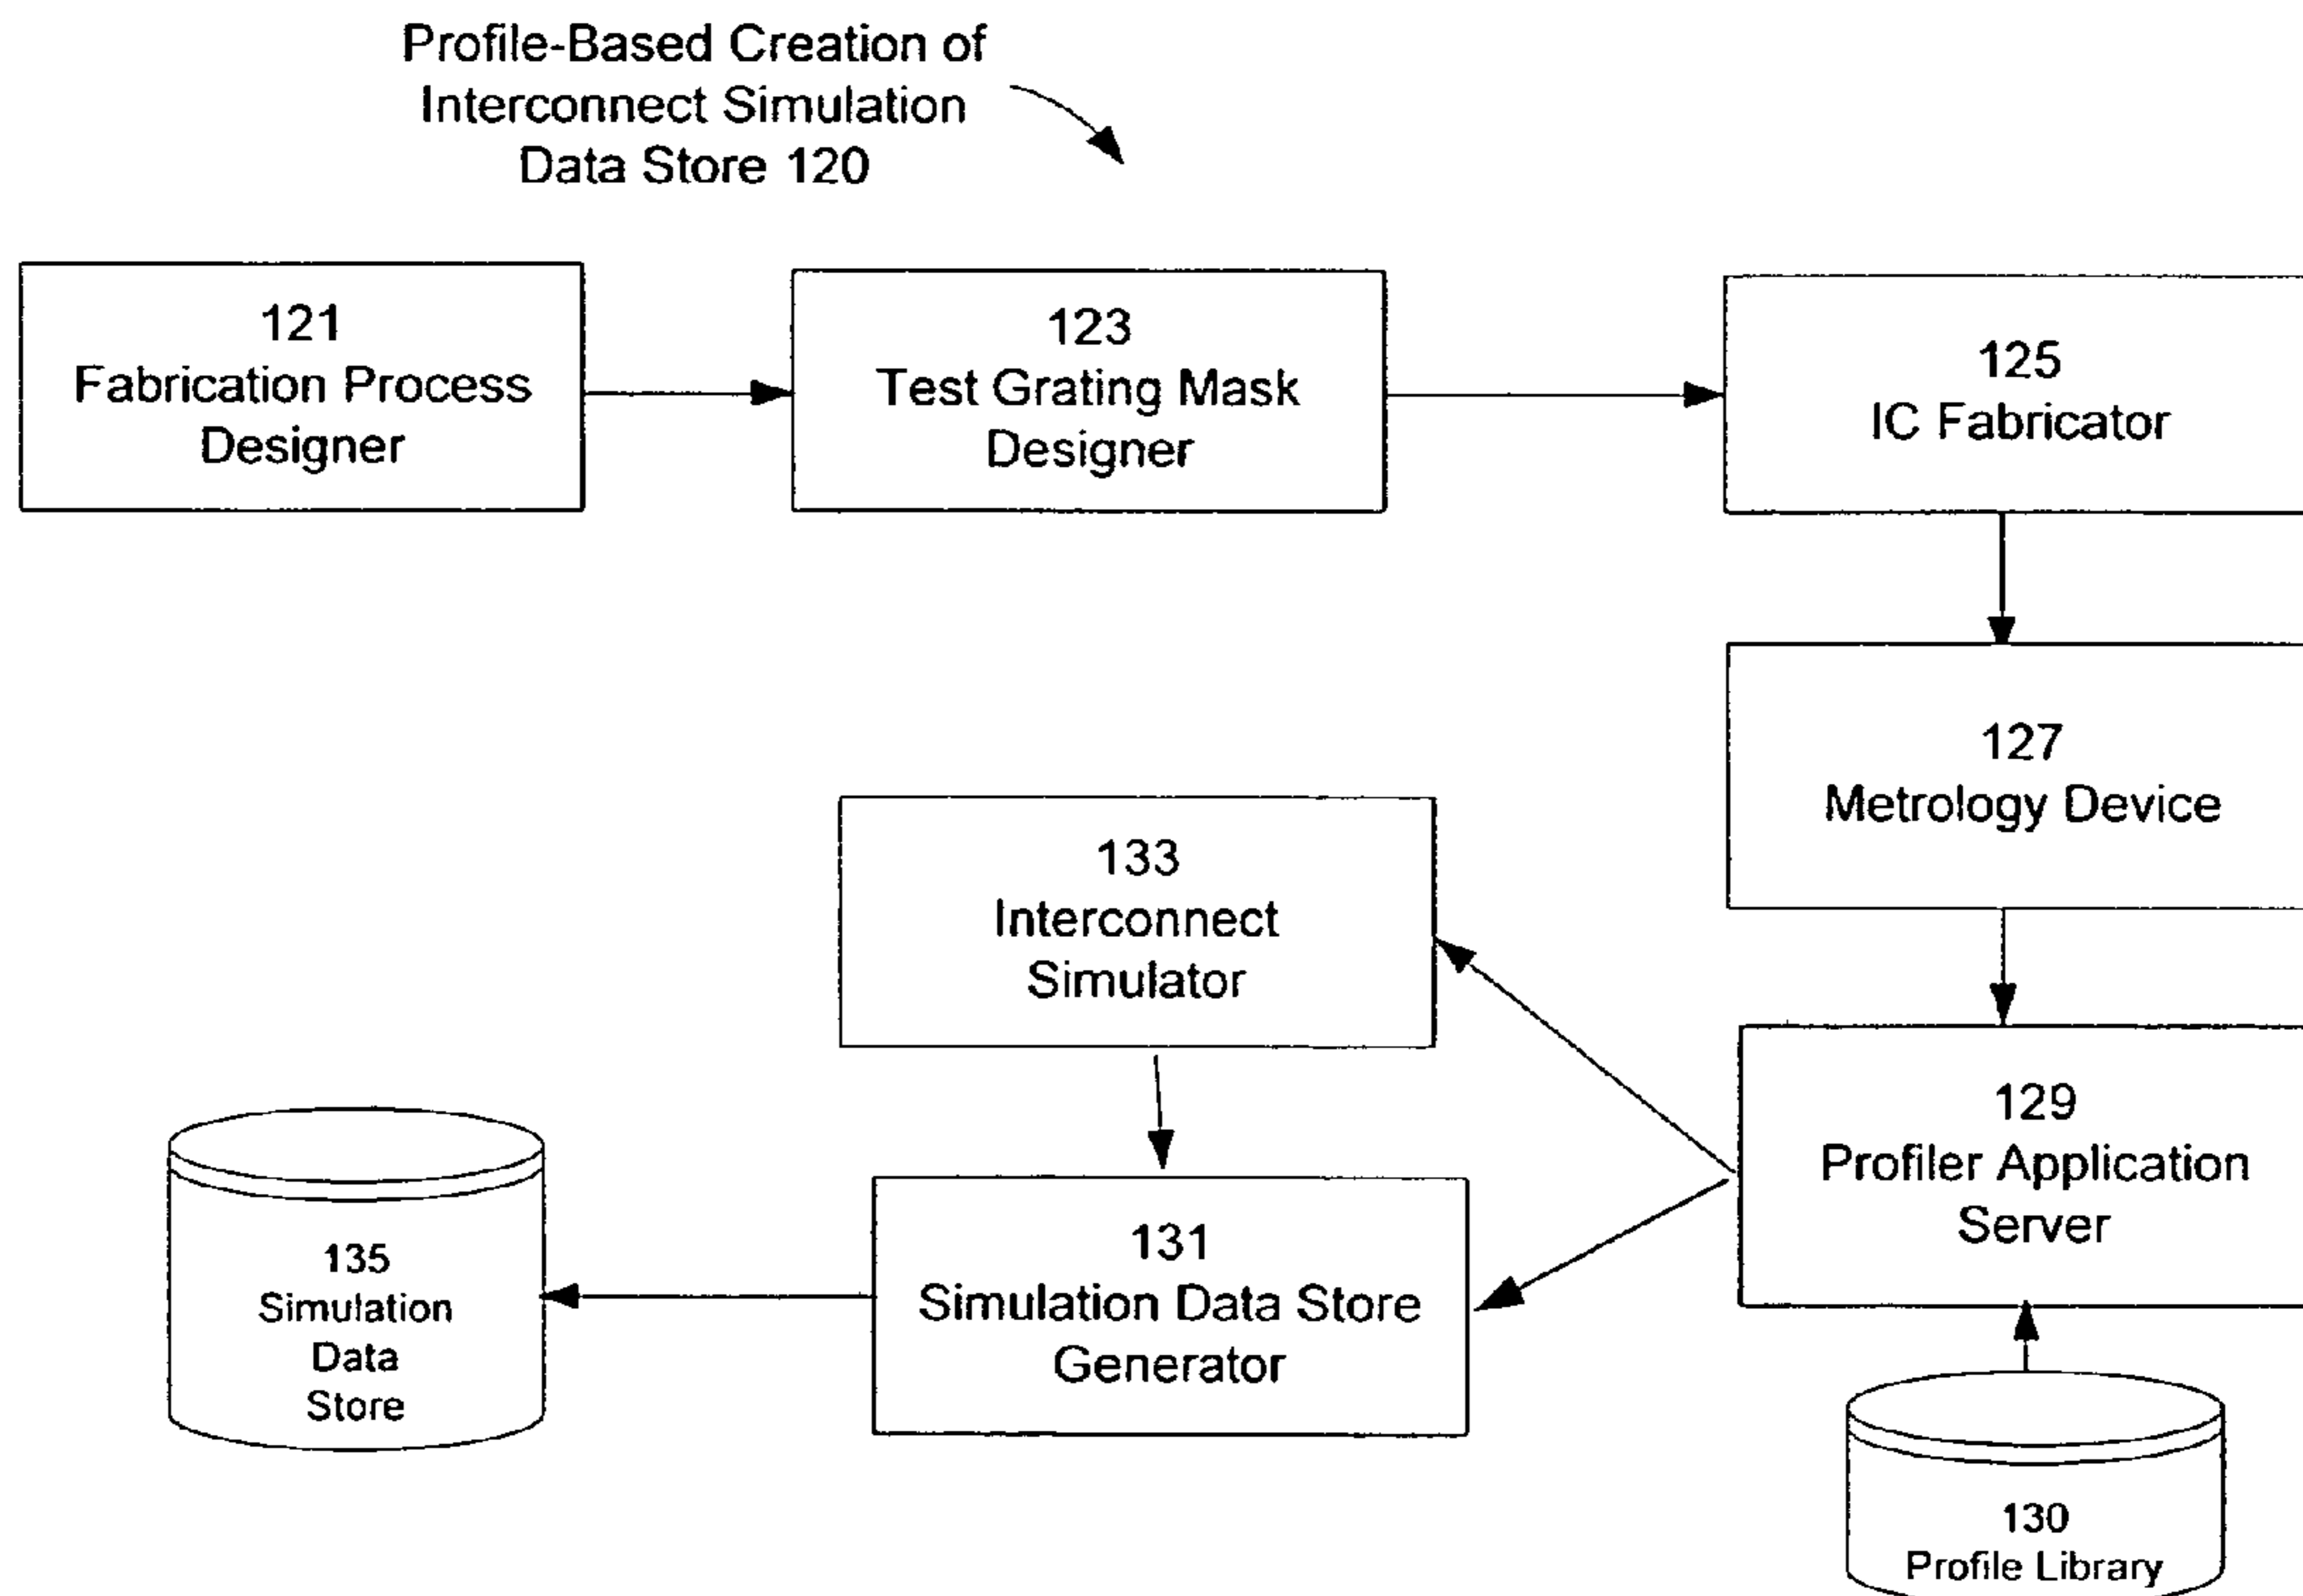 Profile-Based Creation of
Interconnect Simulation
Data Store 120
121
Fabrication Process
Designer
123
Test Grating Mask
Designer
125
IC Fabricator
127
Metrology Device
133
Interconnect
Simulator
129
Profiler Application
Server
131
Simulation Data Store
Generator
135
Simulation
Data
Store
130
Profile Library